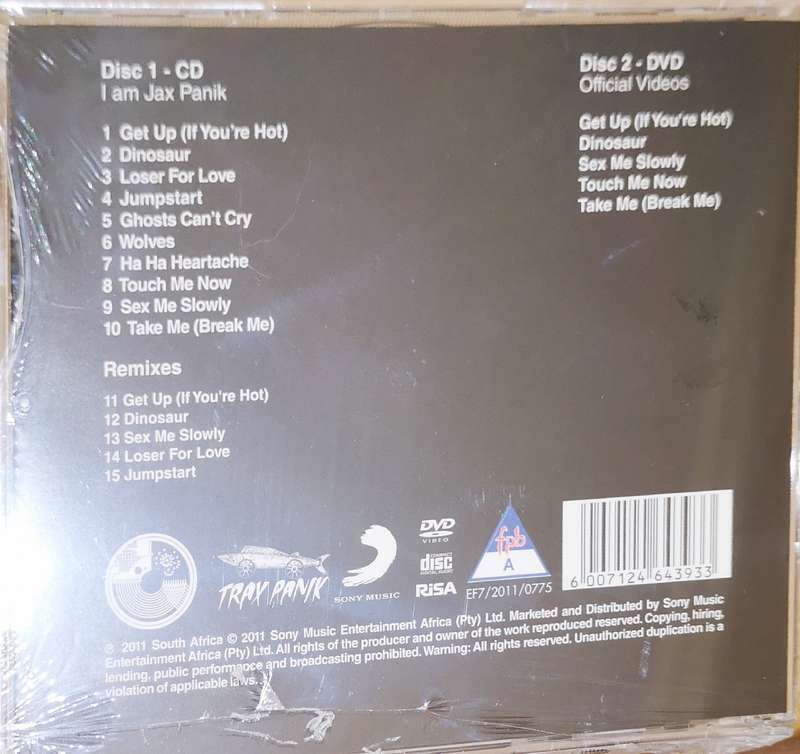 Disc 1 - CD
I am Jax Panik
1 Get Up (If You're Hot)
2 Dinosaur
3 Loser For Love
4 Jumpstart
5 Ghosts Can't Cry
6 Wolves
7 Ha Ha Heartache
8 Touch Me Now
9 Sex Me Slowly
10 Take Me (Break Me)
Remixes
11 Get Up (If You're Hot)
12 Dinosaur
13 Sex Me Slowly
14 Loser For Love
15 Jumpstart
Disc 2 - DVD
Official Videos
Get Up (If You're Hot)
Dinosaur
Sex Me Slowly
Touch Me Now
Take Me (Break Me)
TRAX PANIK
SONY MUSIC
DVD
VIDEO
COMPACT
disc
DIGITAL AUDIO
RiSA
fpb
A
EF7/2011/0775
6 007124 643933
℗ 2011 South Africa © 2011 Sony Music Entertainment Africa (Pty) Ltd. Marketed and Distributed by Sony Music
Entertainment Africa (Pty) Ltd. All rights of the producer and owner of the work reproduced reserved. Copying, hiring,
lending, public performance and broadcasting prohibited. Warning: All rights reserved. Unauthorized duplication is a
violation of applicable laws.